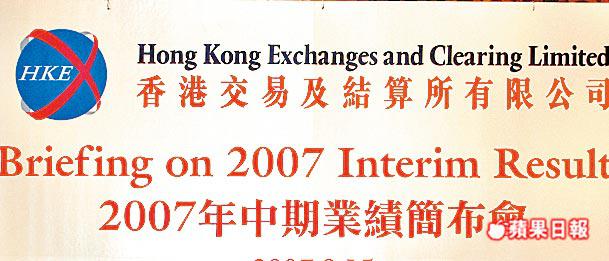 HKEX
Hong Kong Exchanges and Clearing Limited
香港交易及結算所有限公司
Briefing on 2007 Interim Result
2007年中期業績簡布會
蘋果日報